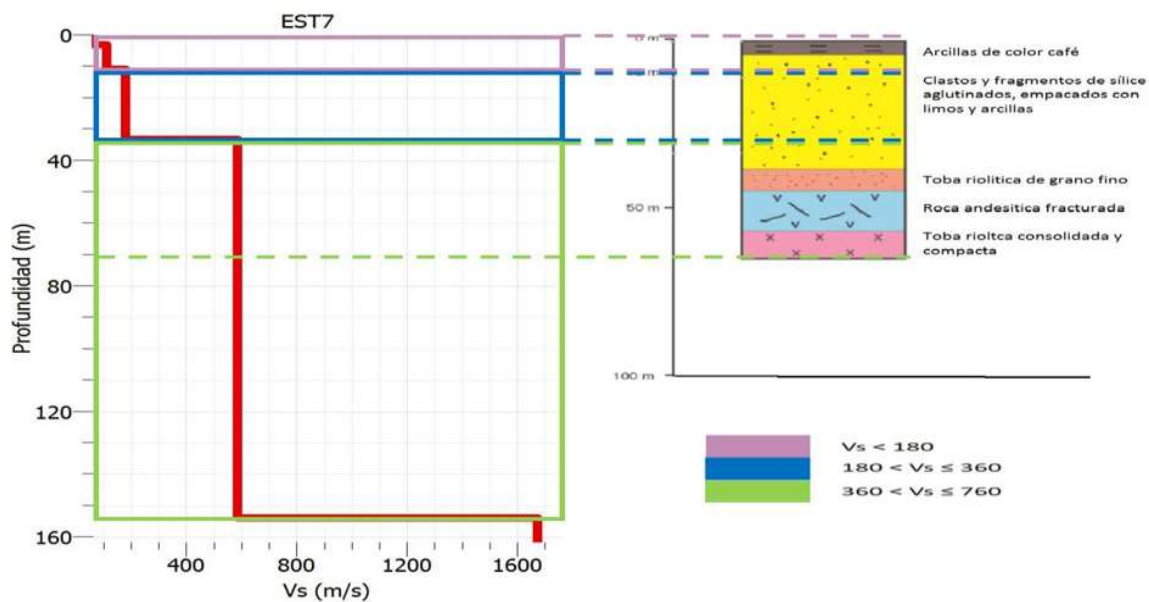 EST7
0
40
80
120
160
Profundidad (m)
400
800
1200
1600
Vs (m/s)
0 m
50 m
100 m
Arcillas de color café
Clastos y fragmentos de sílice
aglutinados, empacados con
limos y arcillas
Toba riolitica de grano fino
Roca andesitica fracturada
Toba rioltca consolidada y
compacta
Vs < 180
180 < Vs ≤ 360
360 < Vs ≤ 760